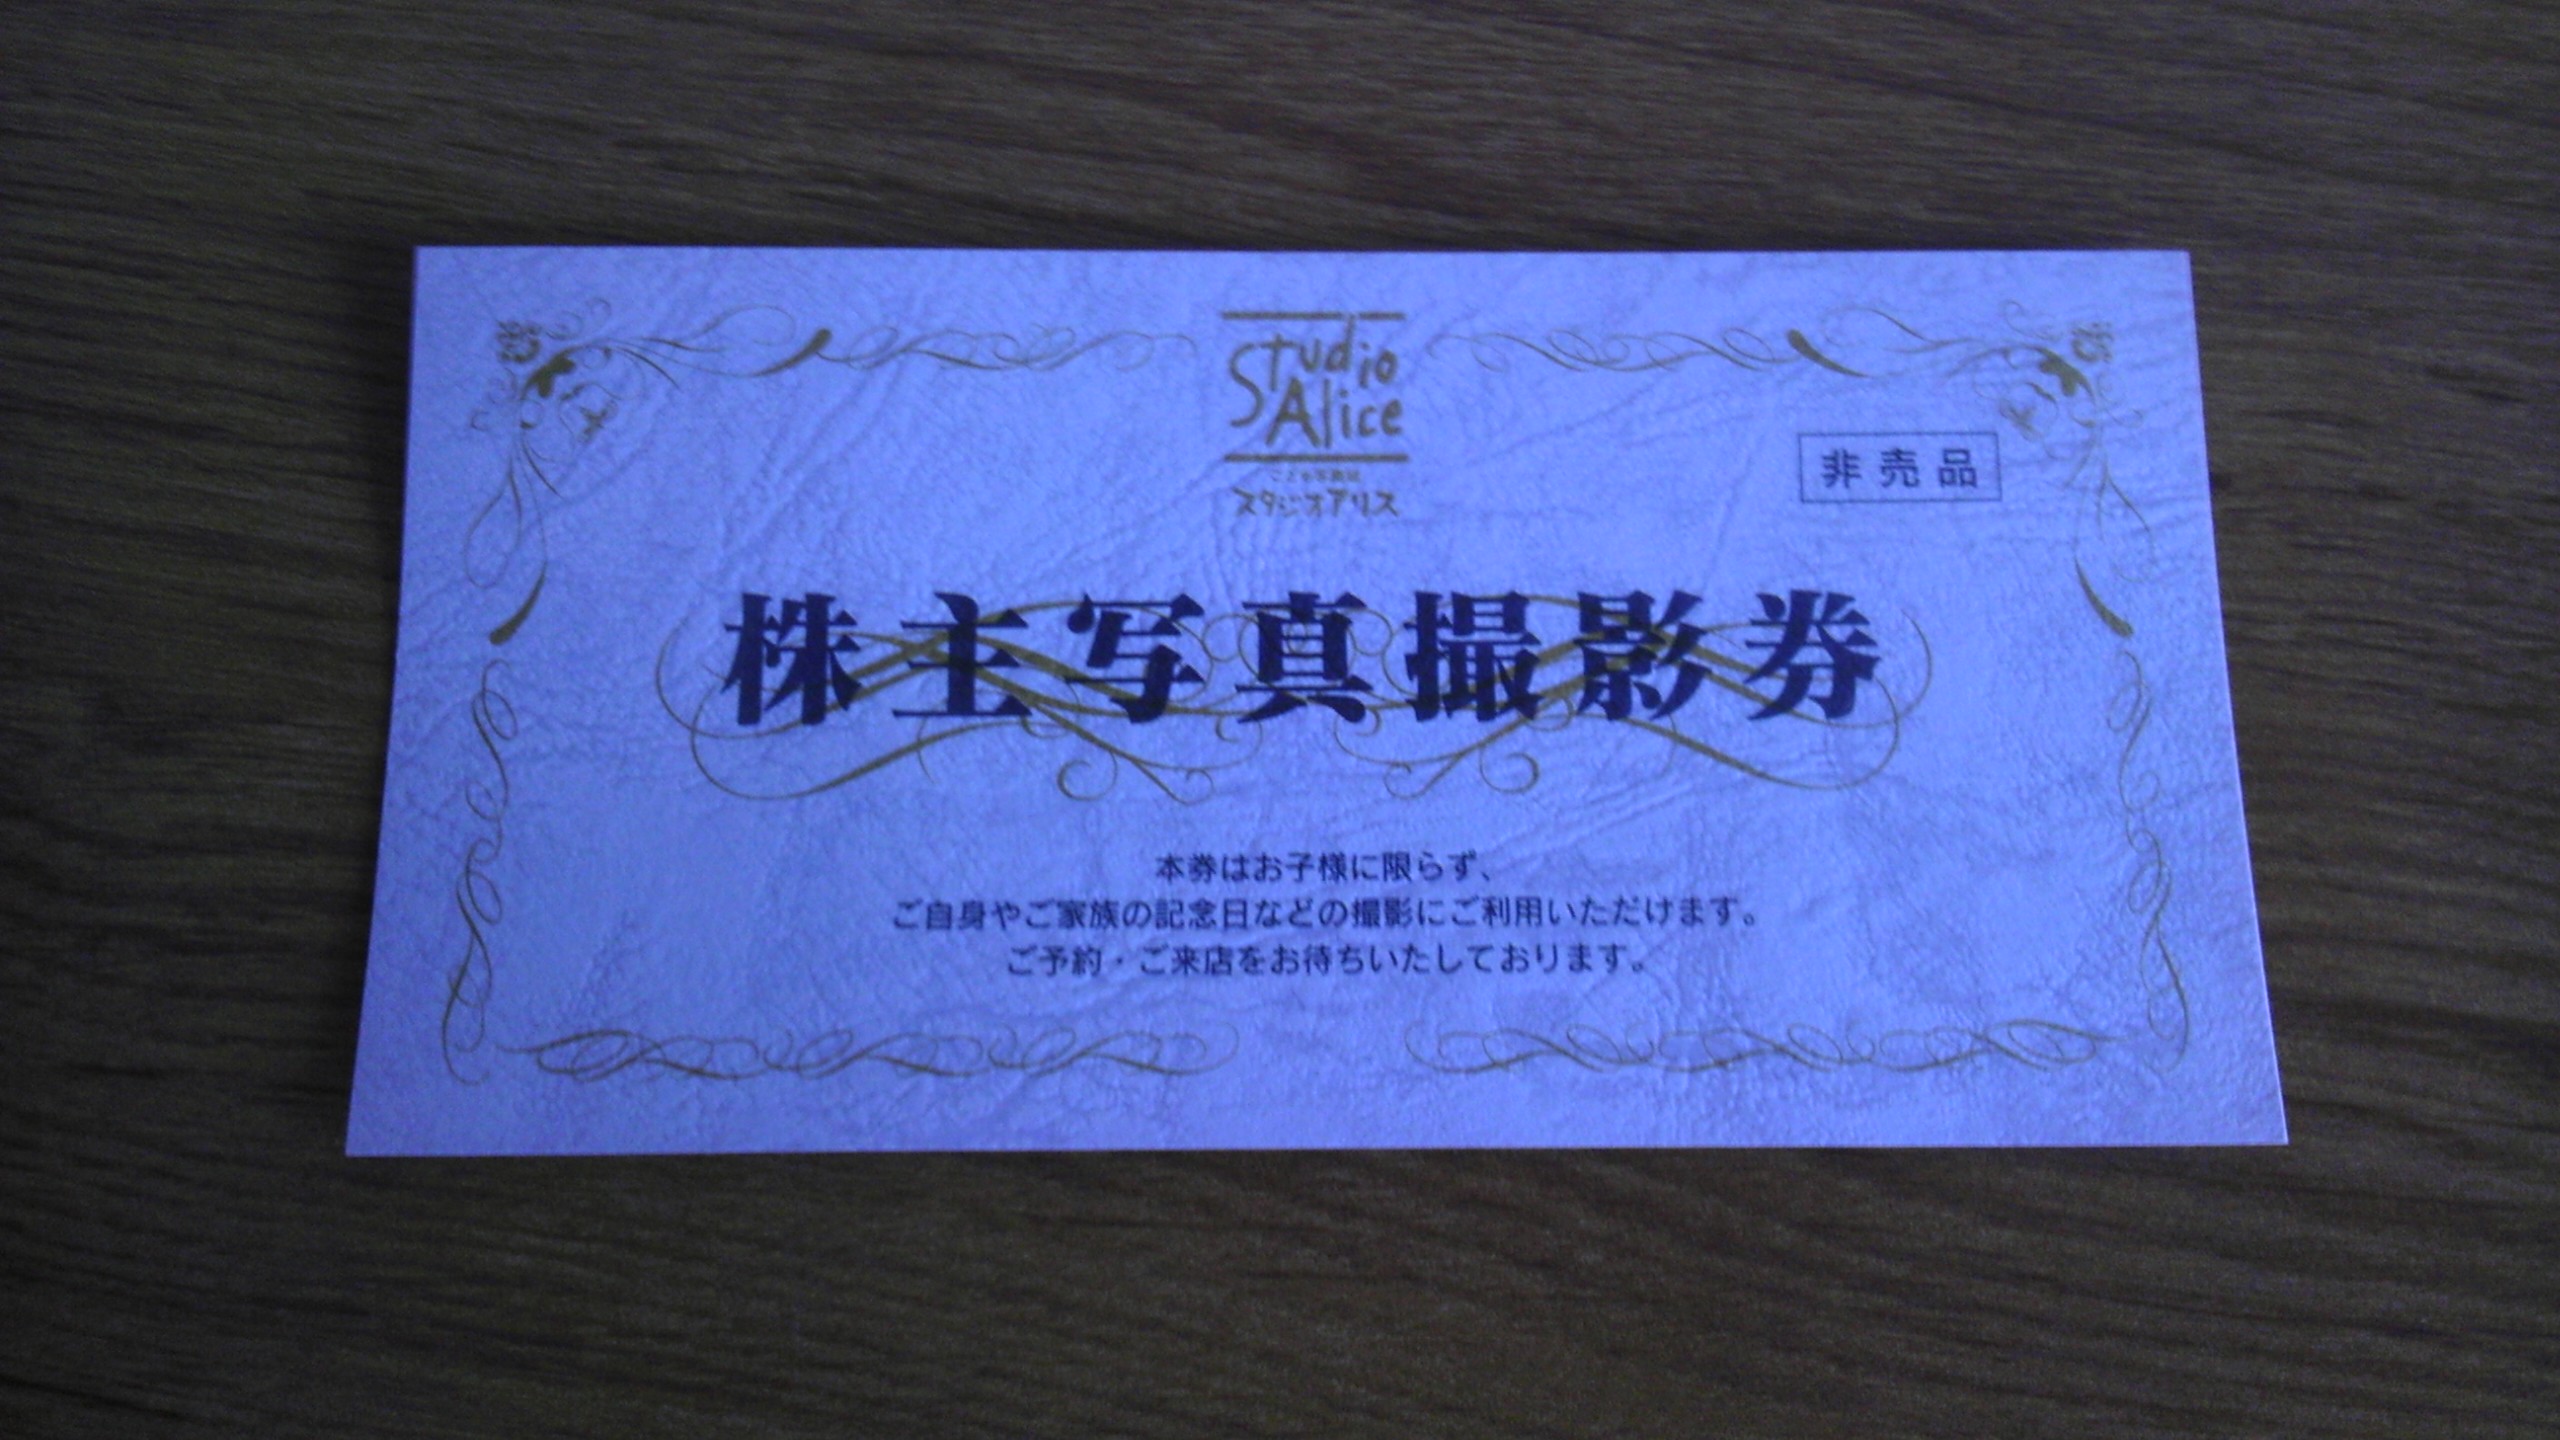 Studio
Alice
こども写真館
スタジオアリス
非売品
株主写真撮影券
本券はお子様に限らず、
ご自身やご家族の記念日などの撮影にご利用いただけます。
ご予約・ご来店をお待ちいたしております。